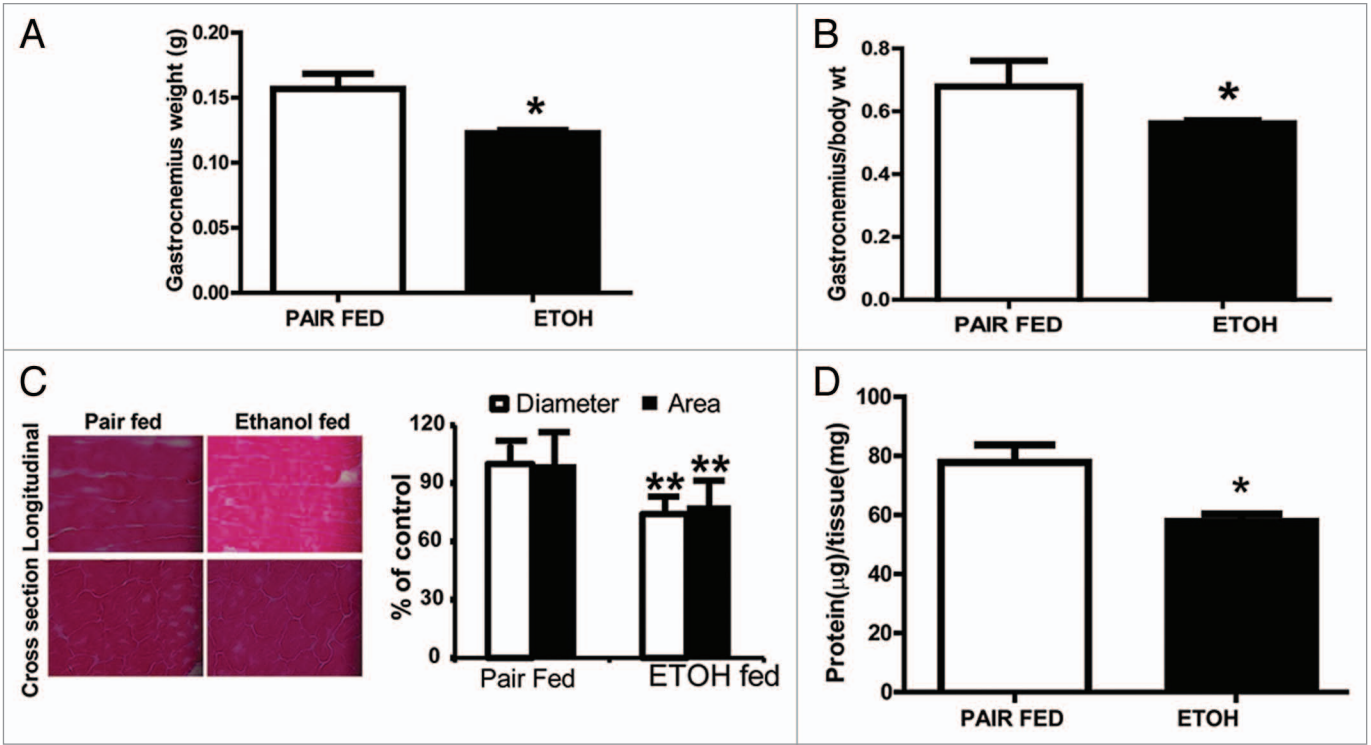 A
Gastrocnemius weight (g)
0.20
0.15
0.10
0.05
0.00
*
PAIR FED
ETOH
B
Gastrocnemius/body wt
0.8
0.6
0.4
0.2
0.0
*
PAIR FED
ETOH
C
Pair fed
Ethanol fed
Longitudinal
Cross section
Diameter
Area
% of control
120
90
60
30
0
**
**
Pair Fed
ETOH fed
D
Protein(μg)/tissue(mg)
100
80
60
40
20
0
*
PAIR FED
ETOH